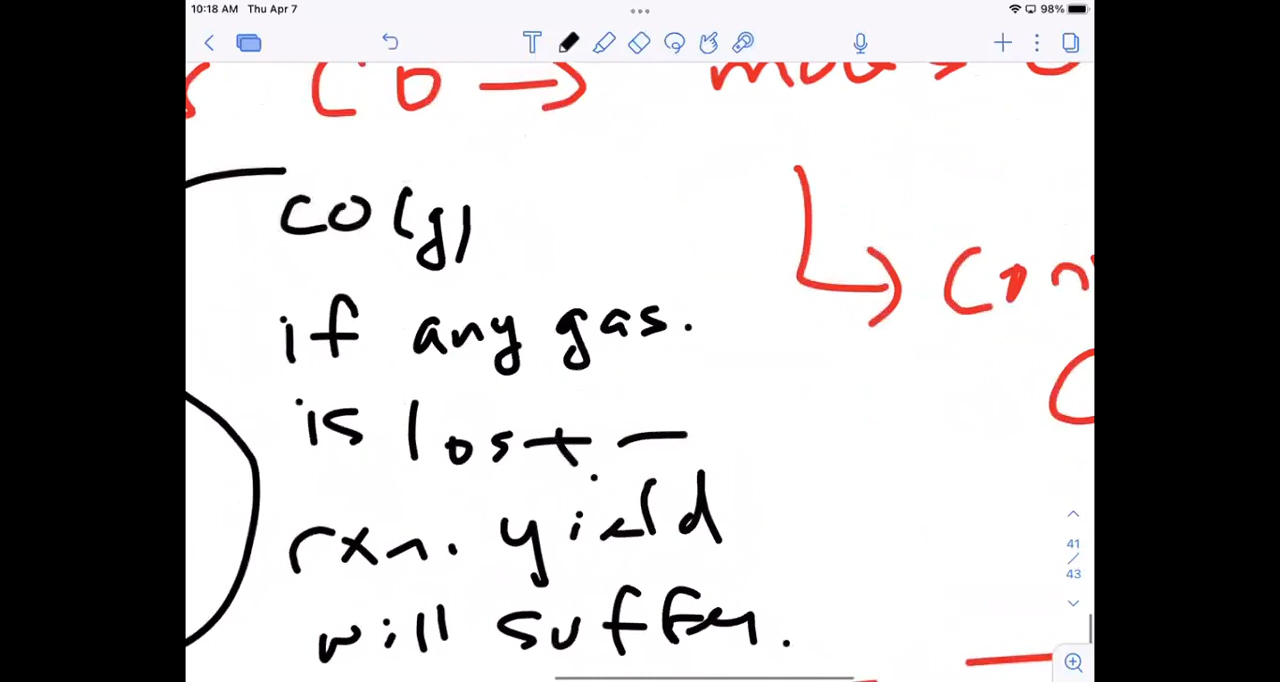 10:18 AM Thu Apr 7
98%
CO →
CO(g)
if any gas.
is lost –
rxn. yield
will suffer.
→ Con
41
/
43